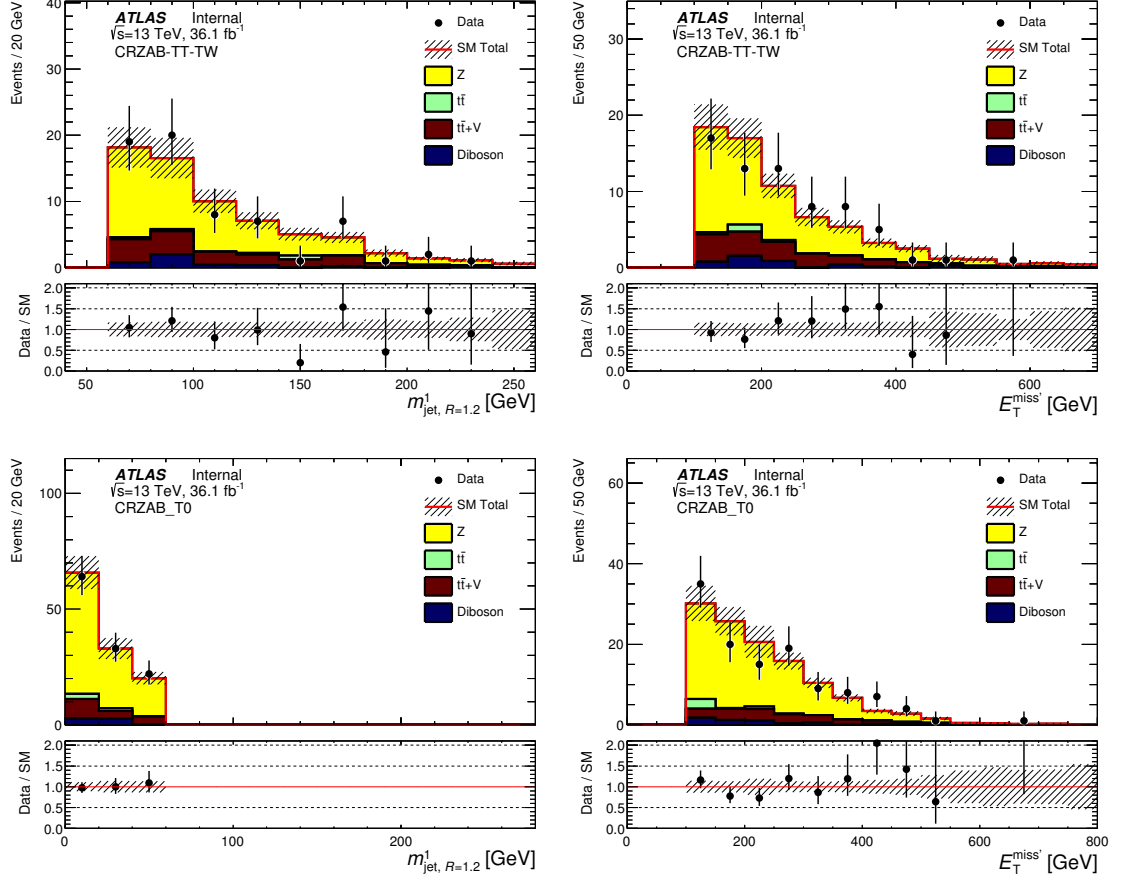 ATLAS Internal
√s=13 TeV, 36.1 fb⁻¹
CRZAB-TT-TW
Data
SM Total
Z
tt̄
tt̄+V
Diboson
Events / 20 GeV
40
30
20
10
0
Data / SM
2.0
1.5
1.0
0.5
0.0
50 100 150 200 250
m¹jet, R=1.2 [GeV]
ATLAS Internal
√s=13 TeV, 36.1 fb⁻¹
CRZAB-TT-TW
Data
SM Total
Z
tt̄
tt̄+V
Diboson
Events / 50 GeV
30
20
10
0
Data / SM
2.0
1.5
1.0
0.5
0.0
0 200 400 600
E_T^miss' [GeV]
ATLAS Internal
√s=13 TeV, 36.1 fb⁻¹
CRZAB_T0
Data
SM Total
Z
tt̄
tt̄+V
Diboson
Events / 20 GeV
100
50
0
Data / SM
2.0
1.5
1.0
0.5
0.0
0 100 200
m¹jet, R=1.2 [GeV]
ATLAS Internal
√s=13 TeV, 36.1 fb⁻¹
CRZAB_T0
Data
SM Total
Z
tt̄
tt̄+V
Diboson
Events / 50 GeV
60
40
20
0
Data / SM
2.0
1.5
1.0
0.5
0.0
0 200 400 600 800
E_T^miss' [GeV]